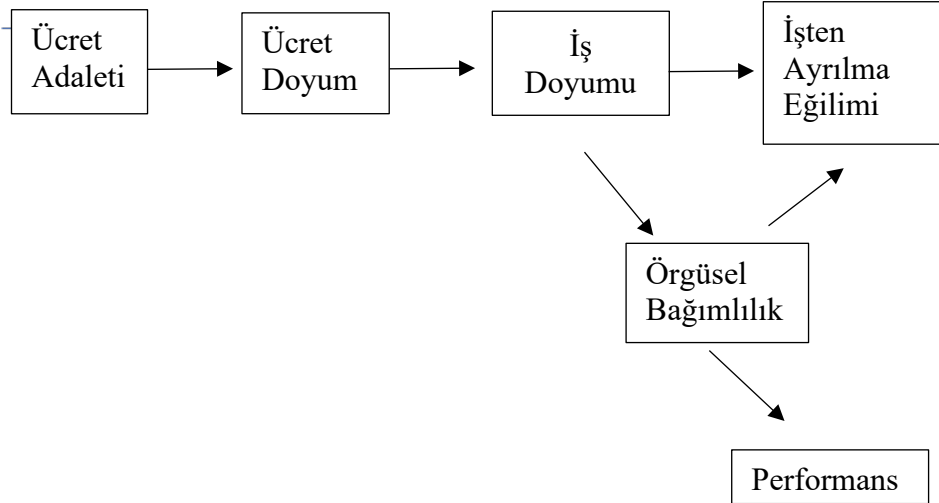 Ücret
Adaleti
Ücret
Doyum
İş
Doyumu
İşten
Ayrılma
Eğilimi
Örgüsel
Bağımlılık
Performans